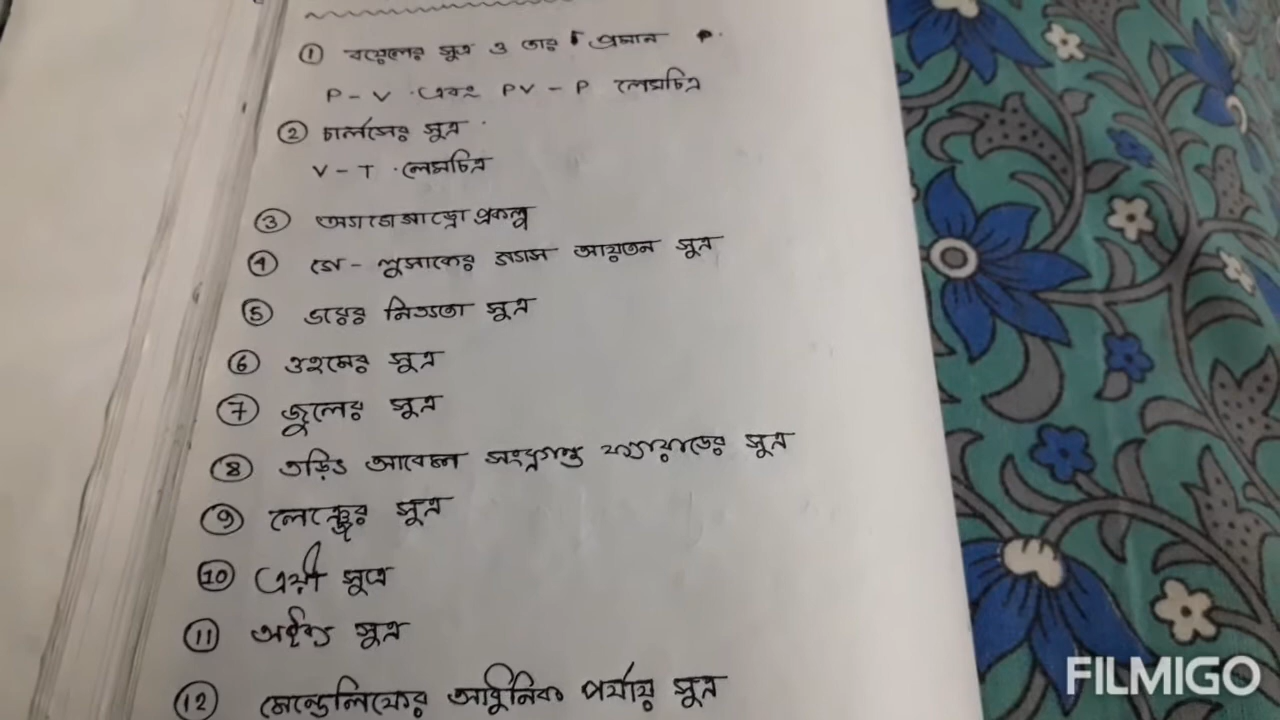 ① বয়েলের সূত্র ও তার প্রমান
P - V এবং PV - P লেখচিত্র
② চার্লসের সূত্র
V - T লেখচিত্র
③ অ্যাভোগাড্রো প্রকল্প
④ গে - লুসাকের গ্যাস আয়তন সূত্র
⑤ ভরের নিত্যতা সূত্র
⑥ ওহমের সূত্র
⑦ জুলের সূত্র
⑧ তড়িৎ আবেশ সংক্রান্ত ফ্যারাডের সূত্র
⑨ লেঞ্জের সূত্র
⑩ ত্রয়ী সূত্র
⑪ অষ্টক সূত্র
⑫ মেন্ডেলিফের আধুনিক পর্যায় সূত্র
FILMIGO